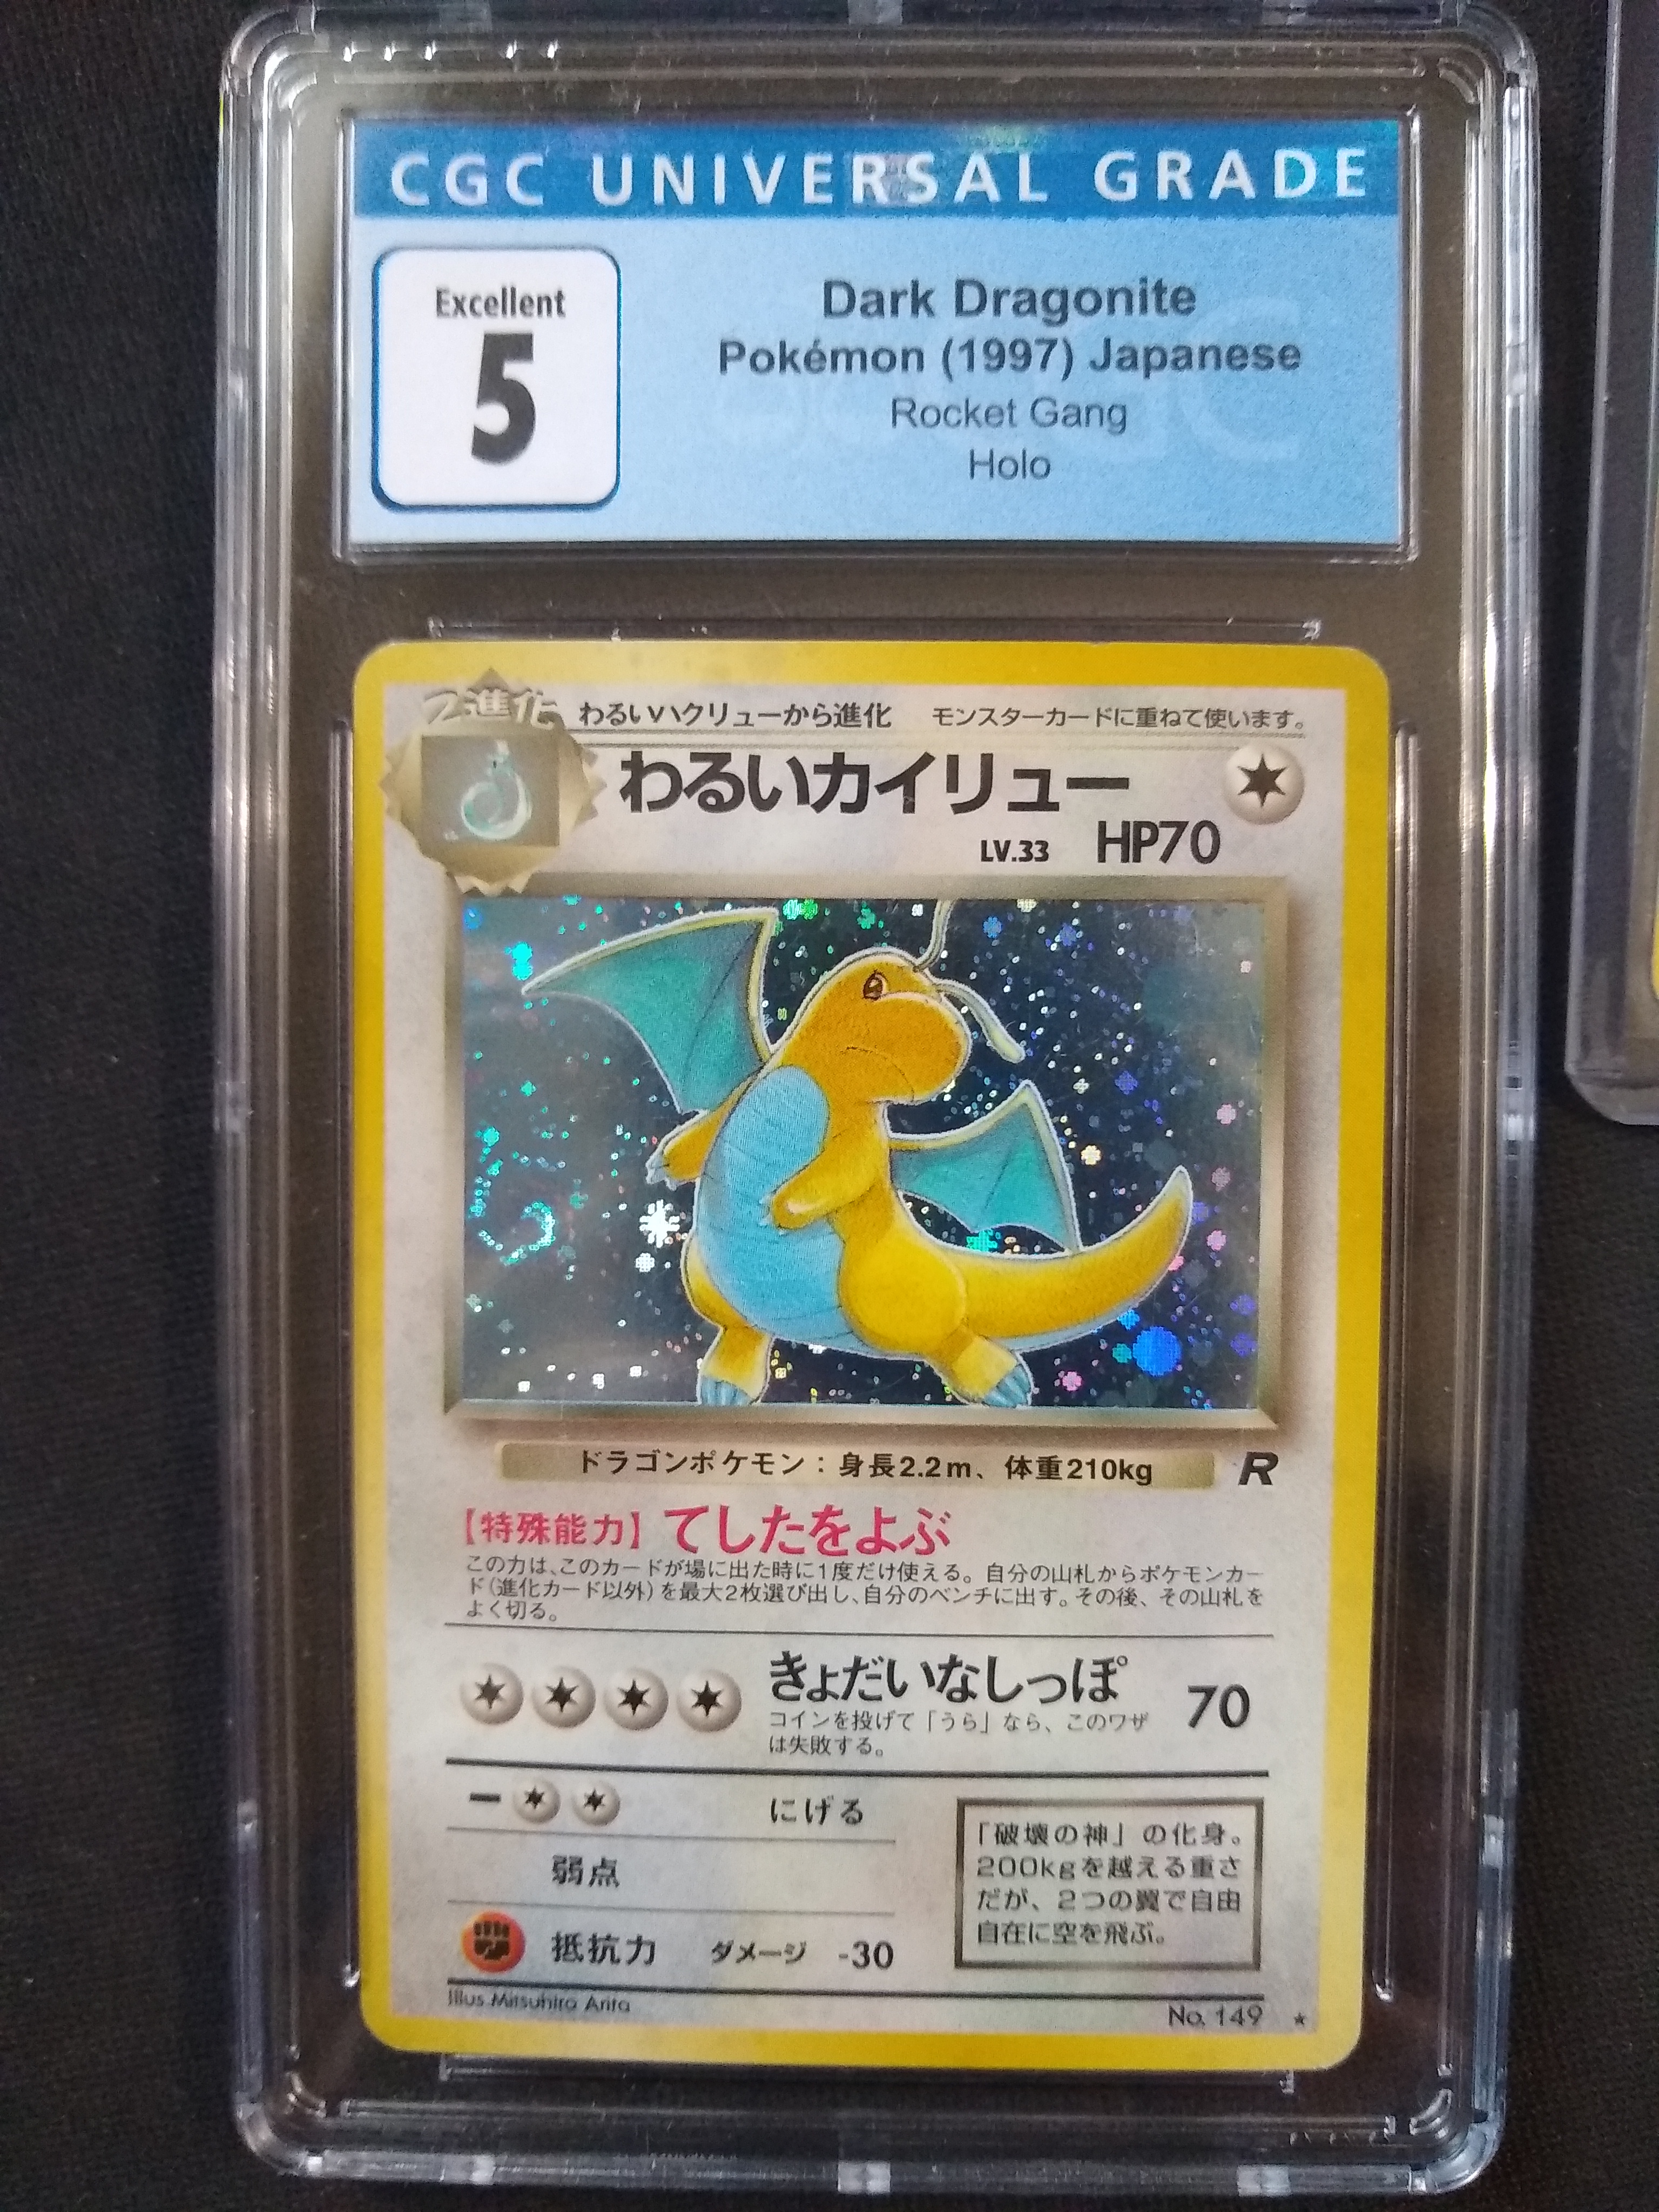 CGC UNIVERSAL GRADE
Excellent
5
Dark Dragonite
Pokémon (1997) Japanese
Rocket Gang
Holo
2進化
わるいハクリューから進化 モンスターカードに重ねて使います。
わるいカイリュー
LV.33 HP70
ドラゴンポケモン：身長2.2m、体重210kg
R
【特殊能力】てしたをよぶ
この力は、このカードが場に出た時に1度だけ使える。自分の山札からポケモンカー
ド（進化カード以外）を最大2枚選び出し、自分のベンチに出す。その後、その山札を
よく切る。
きょだいなしっぽ 70
コインを投げて「うら」なら、このワザ
は失敗する。
ー にげる
弱点
抵抗力 ダメージ -30
「破壊の神」の化身。
200kgを越える重さ
だが、2つの翼で自由
自在に空を飛ぶ。
Illus. Mitsuhiro Arita
No. 149 ★